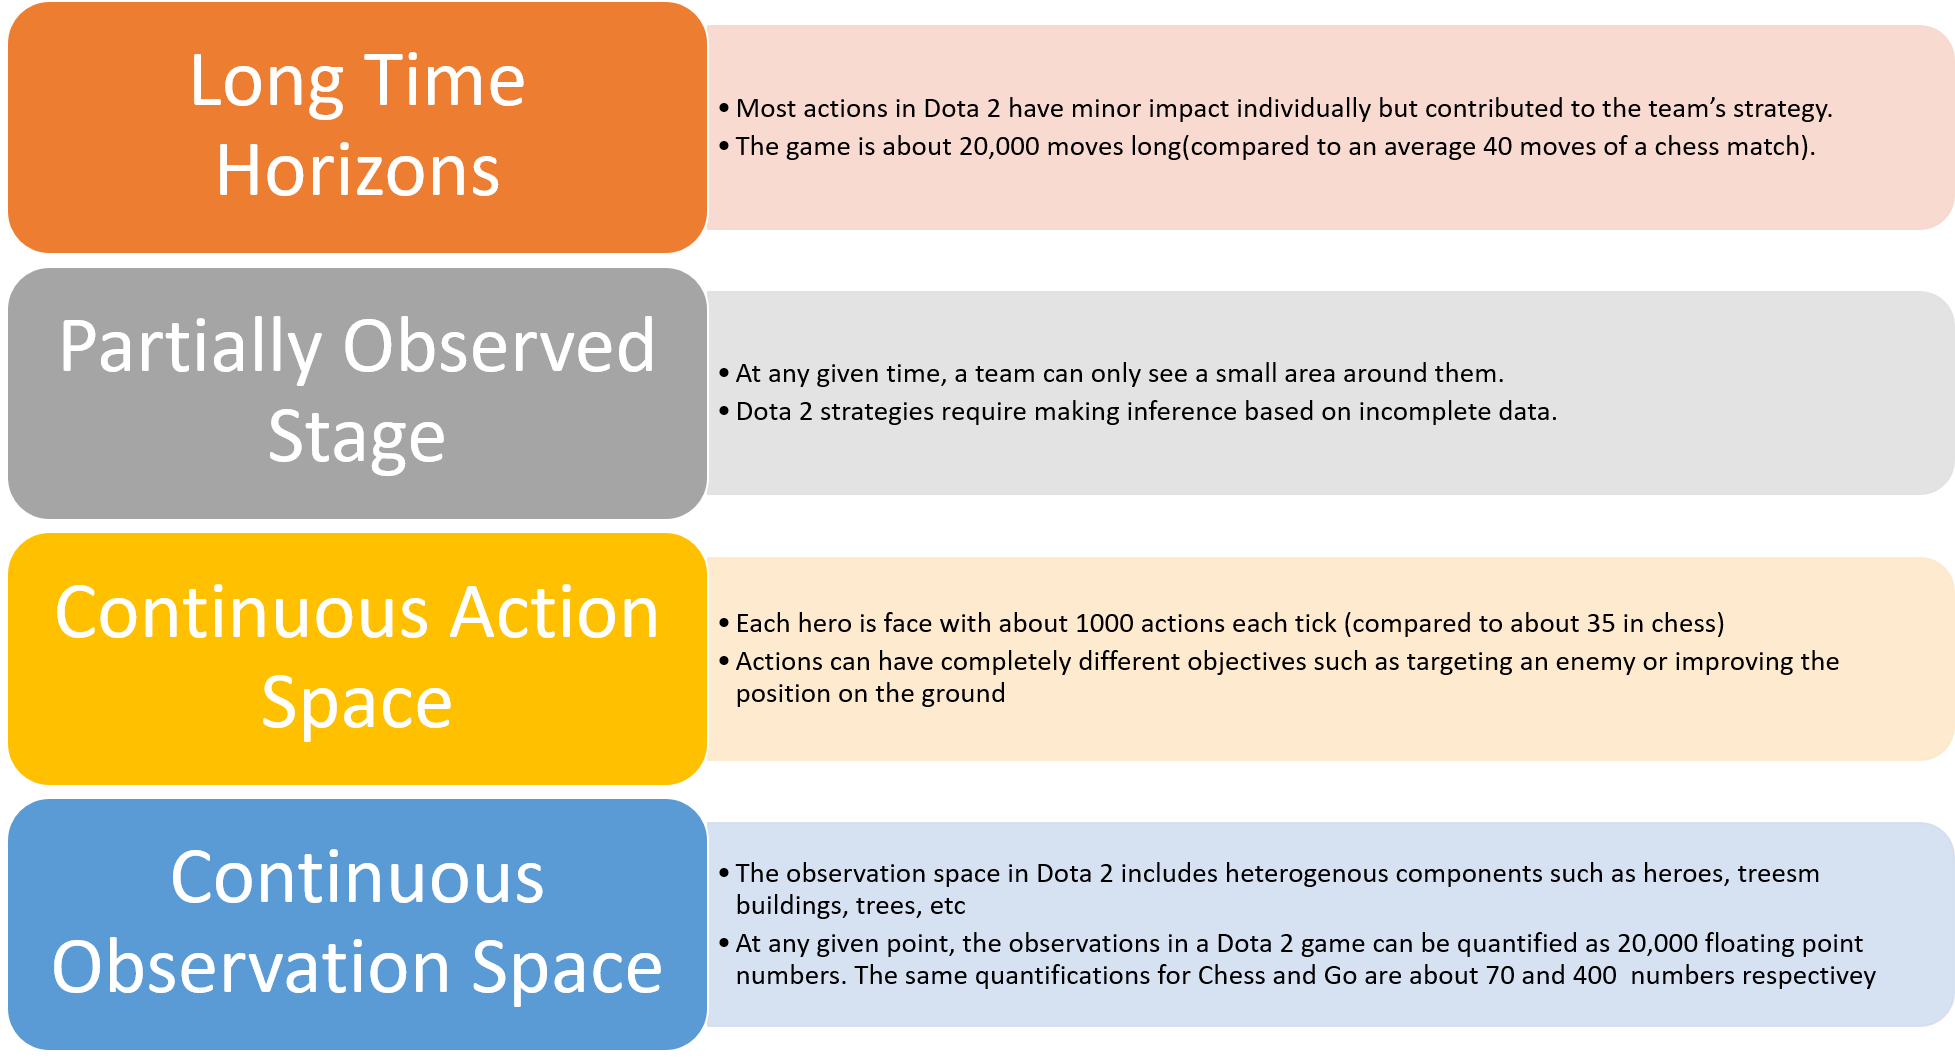 Long Time
Horizons
• Most actions in Dota 2 have minor impact individually but contributed to the team’s strategy.
• The game is about 20,000 moves long(compared to an average 40 moves of a chess match).
Partially Observed
Stage
• At any given time, a team can only see a small area around them.
• Dota 2 strategies require making inference based on incomplete data.
Continuous Action
Space
• Each hero is face with about 1000 actions each tick (compared to about 35 in chess)
• Actions can have completely different objectives such as targeting an enemy or improving the
position on the ground
Continuous
Observation Space
• The observation space in Dota 2 includes heterogenous components such as heroes, treesm
buildings, trees, etc
• At any given point, the observations in a Dota 2 game can be quantified as 20,000 floating point
numbers. The same quantifications for Chess and Go are about 70 and 400  numbers respectivey